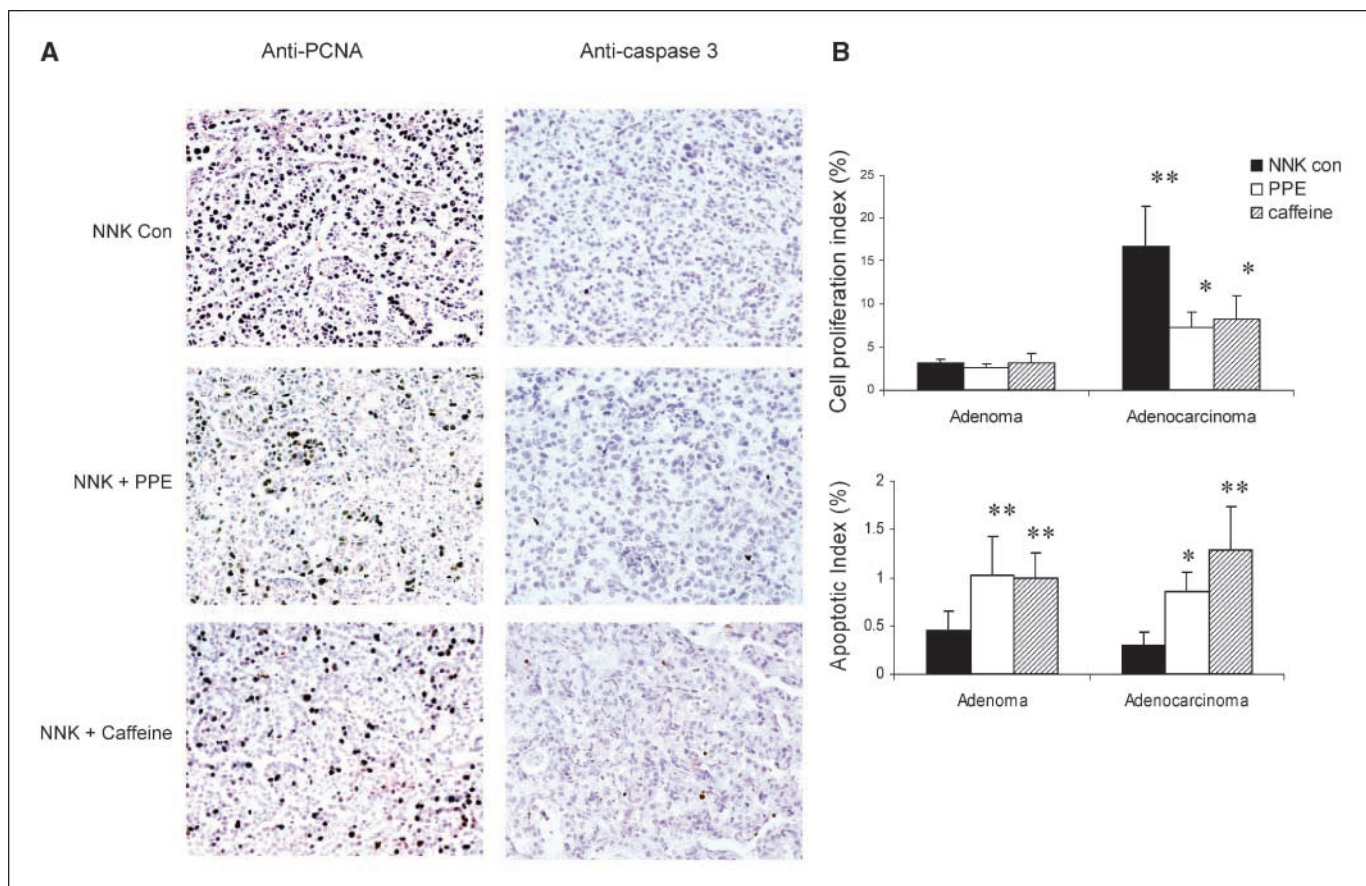 A
Anti-PCNA
Anti-caspase 3
NNK Con
NNK + PPE
NNK + Caffeine
B
NNK con
PPE
caffeine
Cell proliferation index (%)
25
20
15
10
5
0
**
*
*
Adenoma
Adenocarcinoma
Apoptotic Index (%)
2
1.5
1
0.5
0
**
**
*
**
Adenoma
Adenocarcinoma